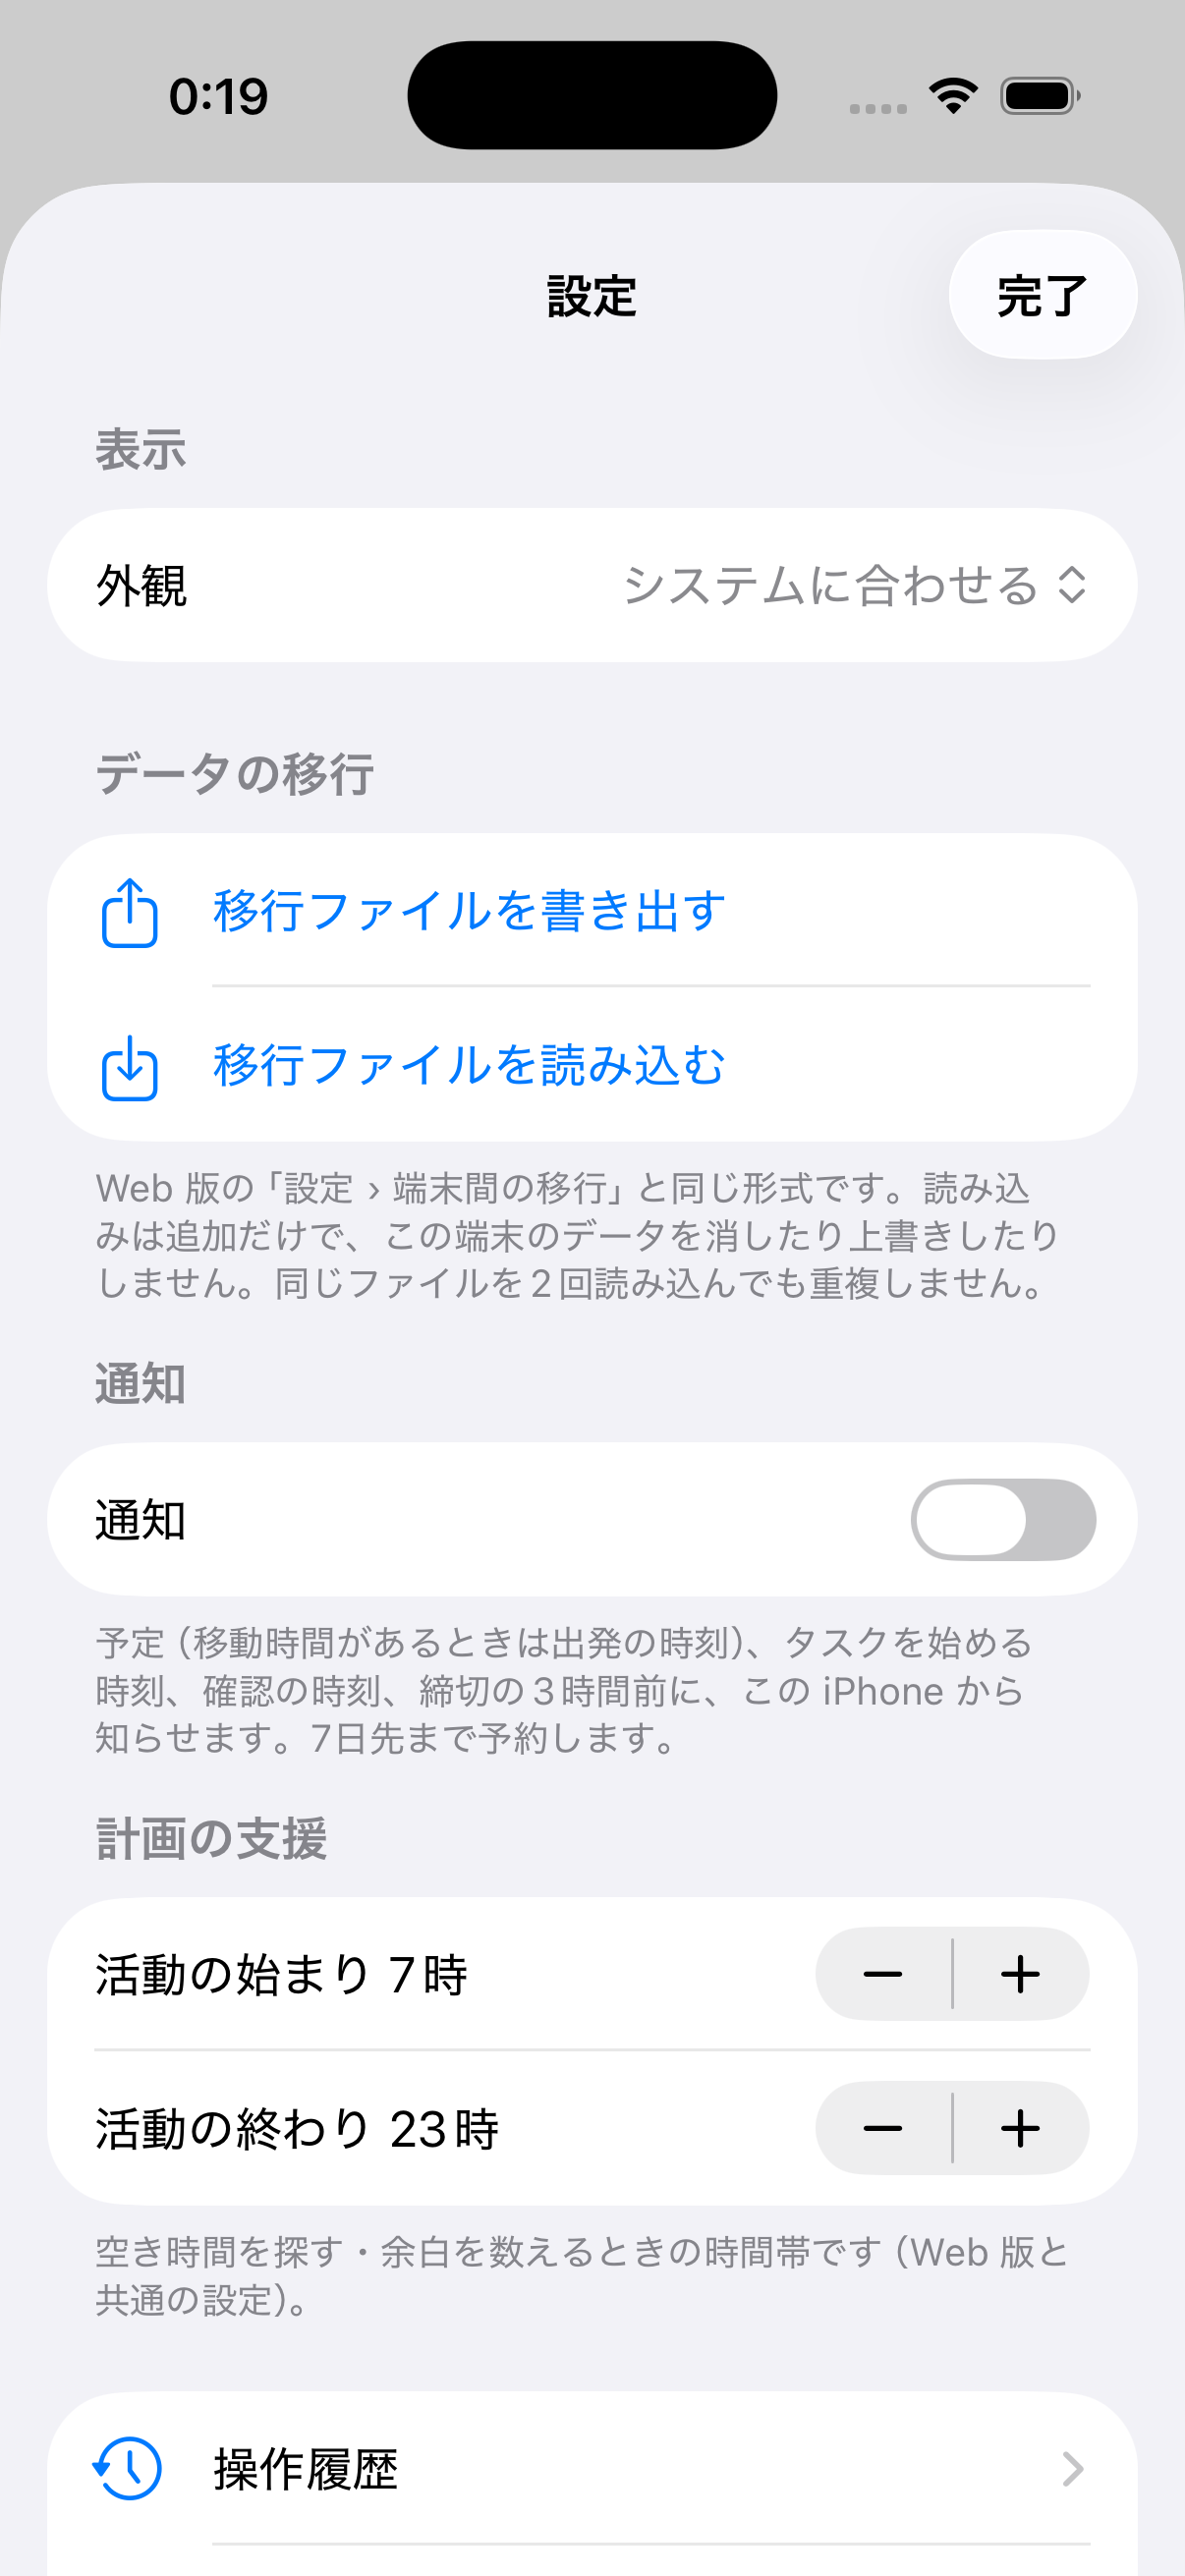 0:19
設定
完了
表示
外観
システムに合わせる
データの移行
移行ファイルを書き出す
移行ファイルを読み込む
Web 版の「設定 › 端末間の移行」と同じ形式です。読み込
みは追加だけで、この端末のデータを消したり上書きしたり
しません。同じファイルを2回読み込んでも重複しません。
通知
通知
予定（移動時間があるときは出発の時刻）、タスクを始める
時刻、確認の時刻、締切の3時間前に、この iPhone から
知らせます。7日先まで予約します。
計画の支援
活動の始まり 7時
活動の終わり 23時
空き時間を探す・余白を数えるときの時間帯です（Web 版と
共通の設定）。
操作履歴